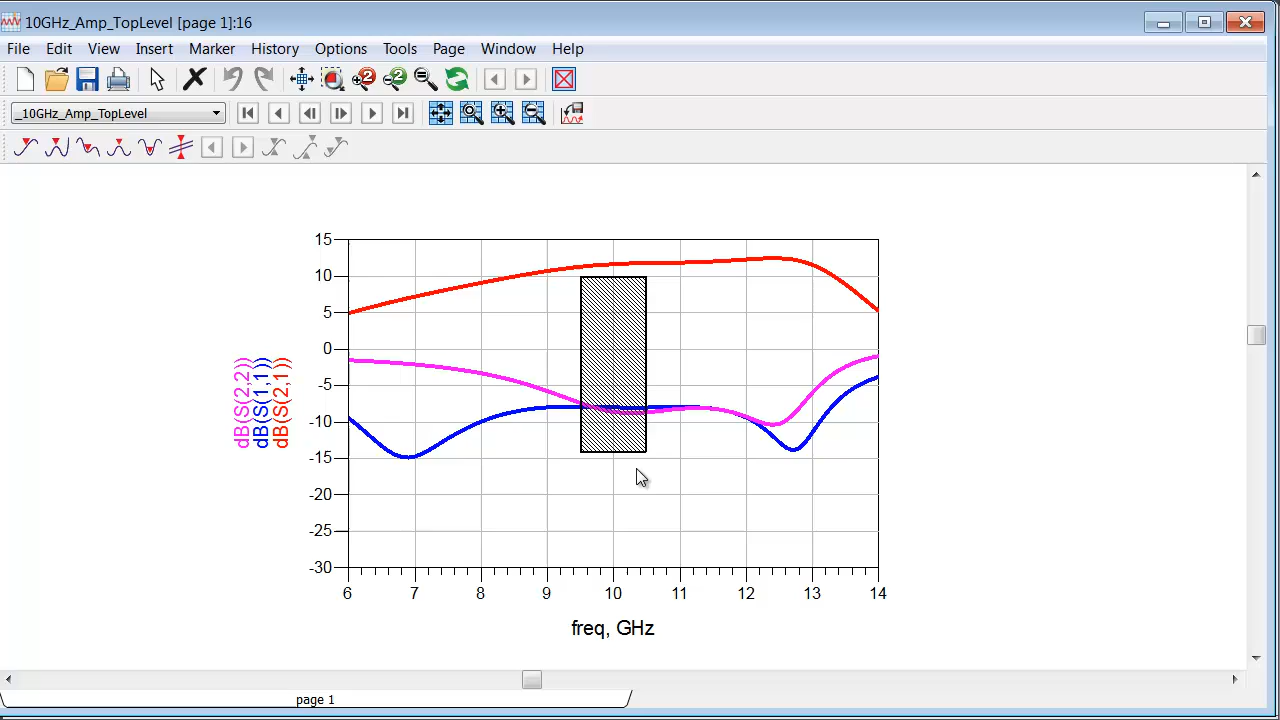 10GHz_Amp_TopLevel [page 1]:16
File Edit View Insert Marker History Options Tools Page Window Help
2 2
_10GHz_Amp_TopLevel
15
10
5
0
-5
-10
-15
-20
-25
-30
dB(S(2,2))
dB(S(1,1))
dB(S(2,1))
6 7 8 9 10 11 12 13 14
freq, GHz
page 1